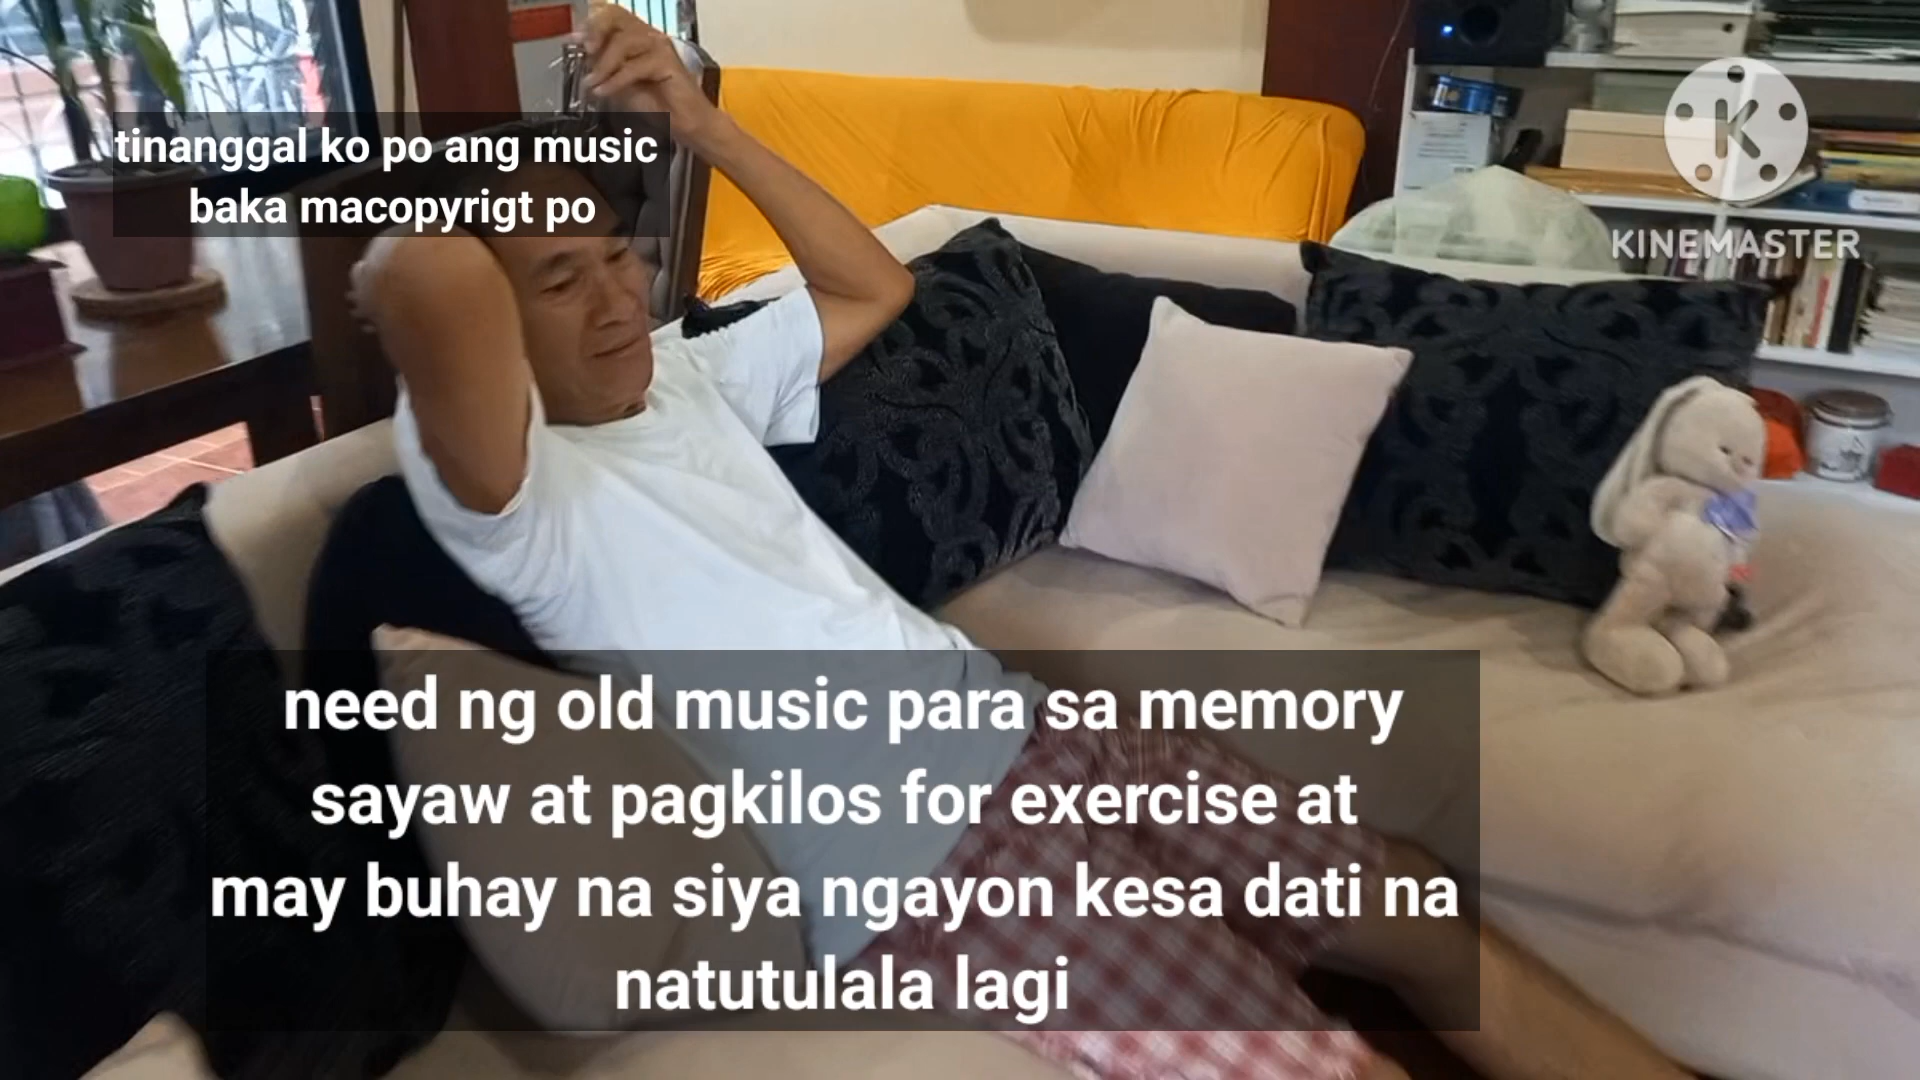 tinanggal ko po ang music
baka macopyrigt po
K
KINEMASTER
need ng old music para sa memory
sayaw at pagkilos for exercise at
may buhay na siya ngayon kesa dati na
natutulala lagi